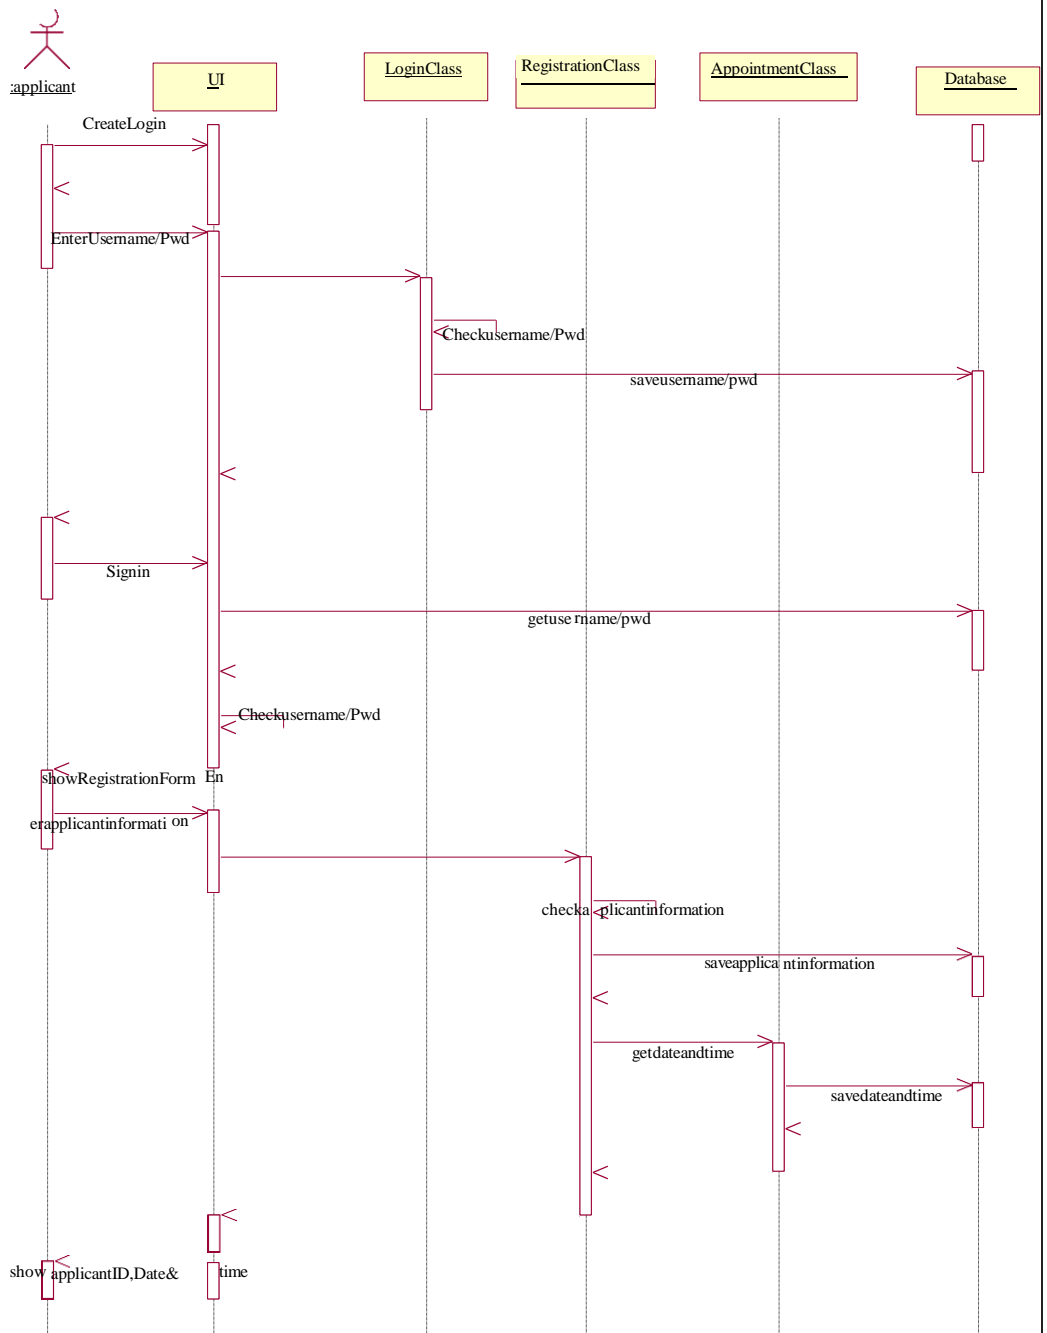 :applicant
UI
LoginClass
RegistrationClass
AppointmentClass
Database
CreateLogin
EnterUsername/Pwd
Checkusername/Pwd
saveusername/pwd
Signin
getuse rname/pwd
Checkusername/Pwd
showRegistrationForm En
erapplicantinformati on
checka plicantinformation
saveapplica ntinformation
getdateandtime
savedateandtime
show applicantID,Date& time